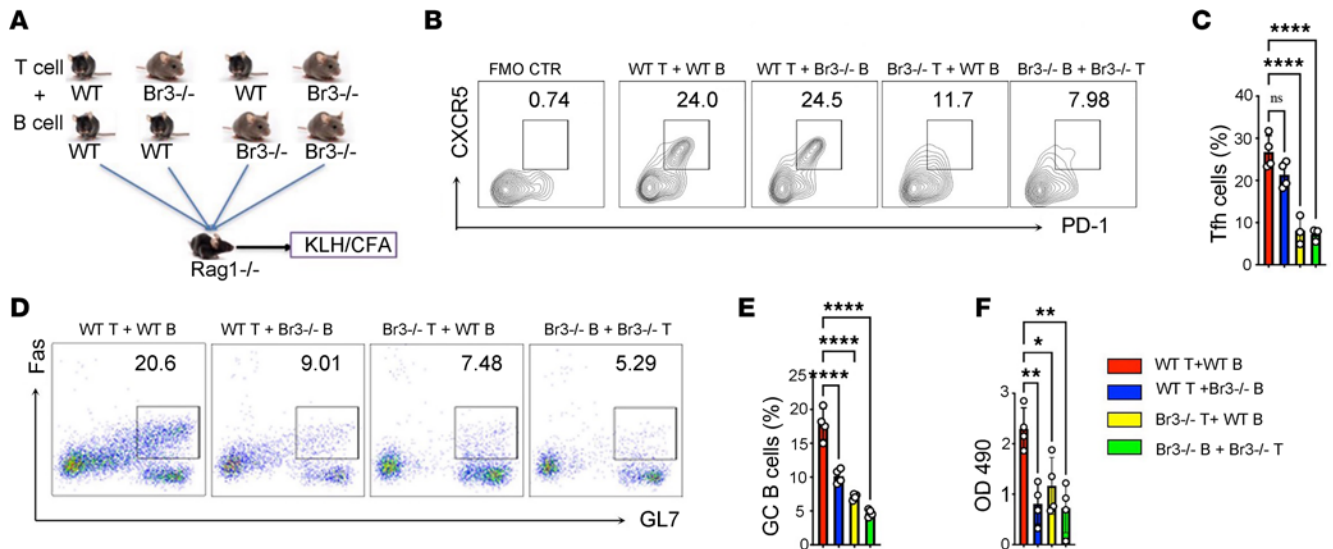 A
T cell
+
B cell
WT Br3-/- WT Br3-/-
WT WT Br3-/- Br3-/-
Rag1-/-
KLH/CFA
B
FMO CTR WT T + WT B WT T + Br3-/- B Br3-/- T + WT B Br3-/- B + Br3-/- T
0.74 24.0 24.5 11.7 7.98
CXCR5
PD-1
C
****
****
ns
Tfh cells (%)
40
30
20
10
0
D
WT T + WT B WT T + Br3-/- B Br3-/- T + WT B Br3-/- B + Br3-/- T
20.6 9.01 7.48 5.29
Fas
GL7
E
****
****
****
GC B cells (%)
25
20
15
10
5
0
F
**
*
**
OD 490
3
2
1
0
WT T+WT B
WT T +Br3-/- B
Br3-/- T+ WT B
Br3-/- B + Br3-/- T